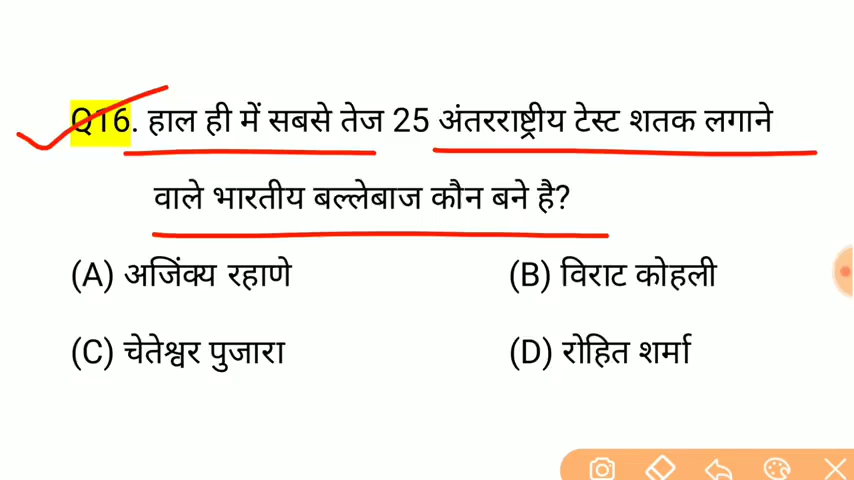 Q16. हाल ही में सबसे तेज 25 अंतरराष्ट्रीय टेस्ट शतक लगाने
वाले भारतीय बल्लेबाज कौन बने है?
(A) अजिंक्य रहाणे (B) विराट कोहली
(C) चेतेश्वर पुजारा (D) रोहित शर्मा